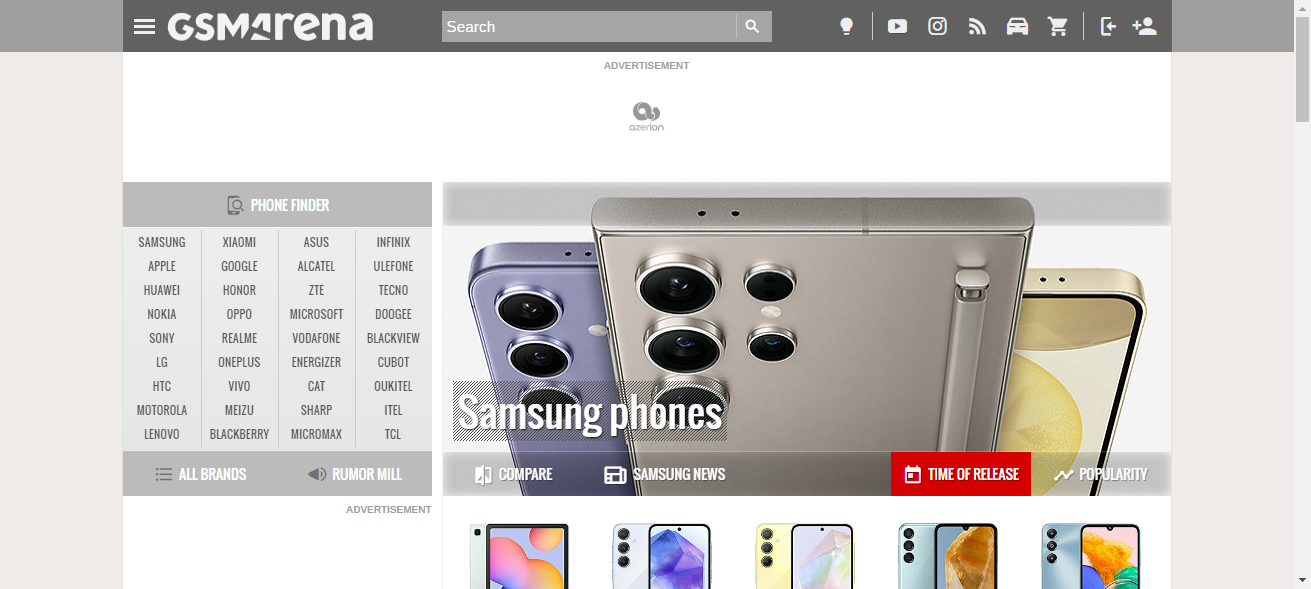 GSMArena
Search
ADVERTISEMENT
azerion
PHONE FINDER
SAMSUNG XIAOMI ASUS INFINIX
APPLE GOOGLE ALCATEL ULEFONE
HUAWEI HONOR ZTE TECNO
NOKIA OPPO MICROSOFT DOOGEE
SONY REALME VODAFONE BLACKVIEW
LG ONEPLUS ENERGIZER CUBOT
HTC VIVO CAT OUKITEL
MOTOROLA MEIZU SHARP ITEL
LENOVO BLACKBERRY MICROMAX TCL
ALL BRANDS RUMOR MILL
Samsung phones
COMPARE SAMSUNG NEWS TIME OF RELEASE POPULARITY
ADVERTISEMENT